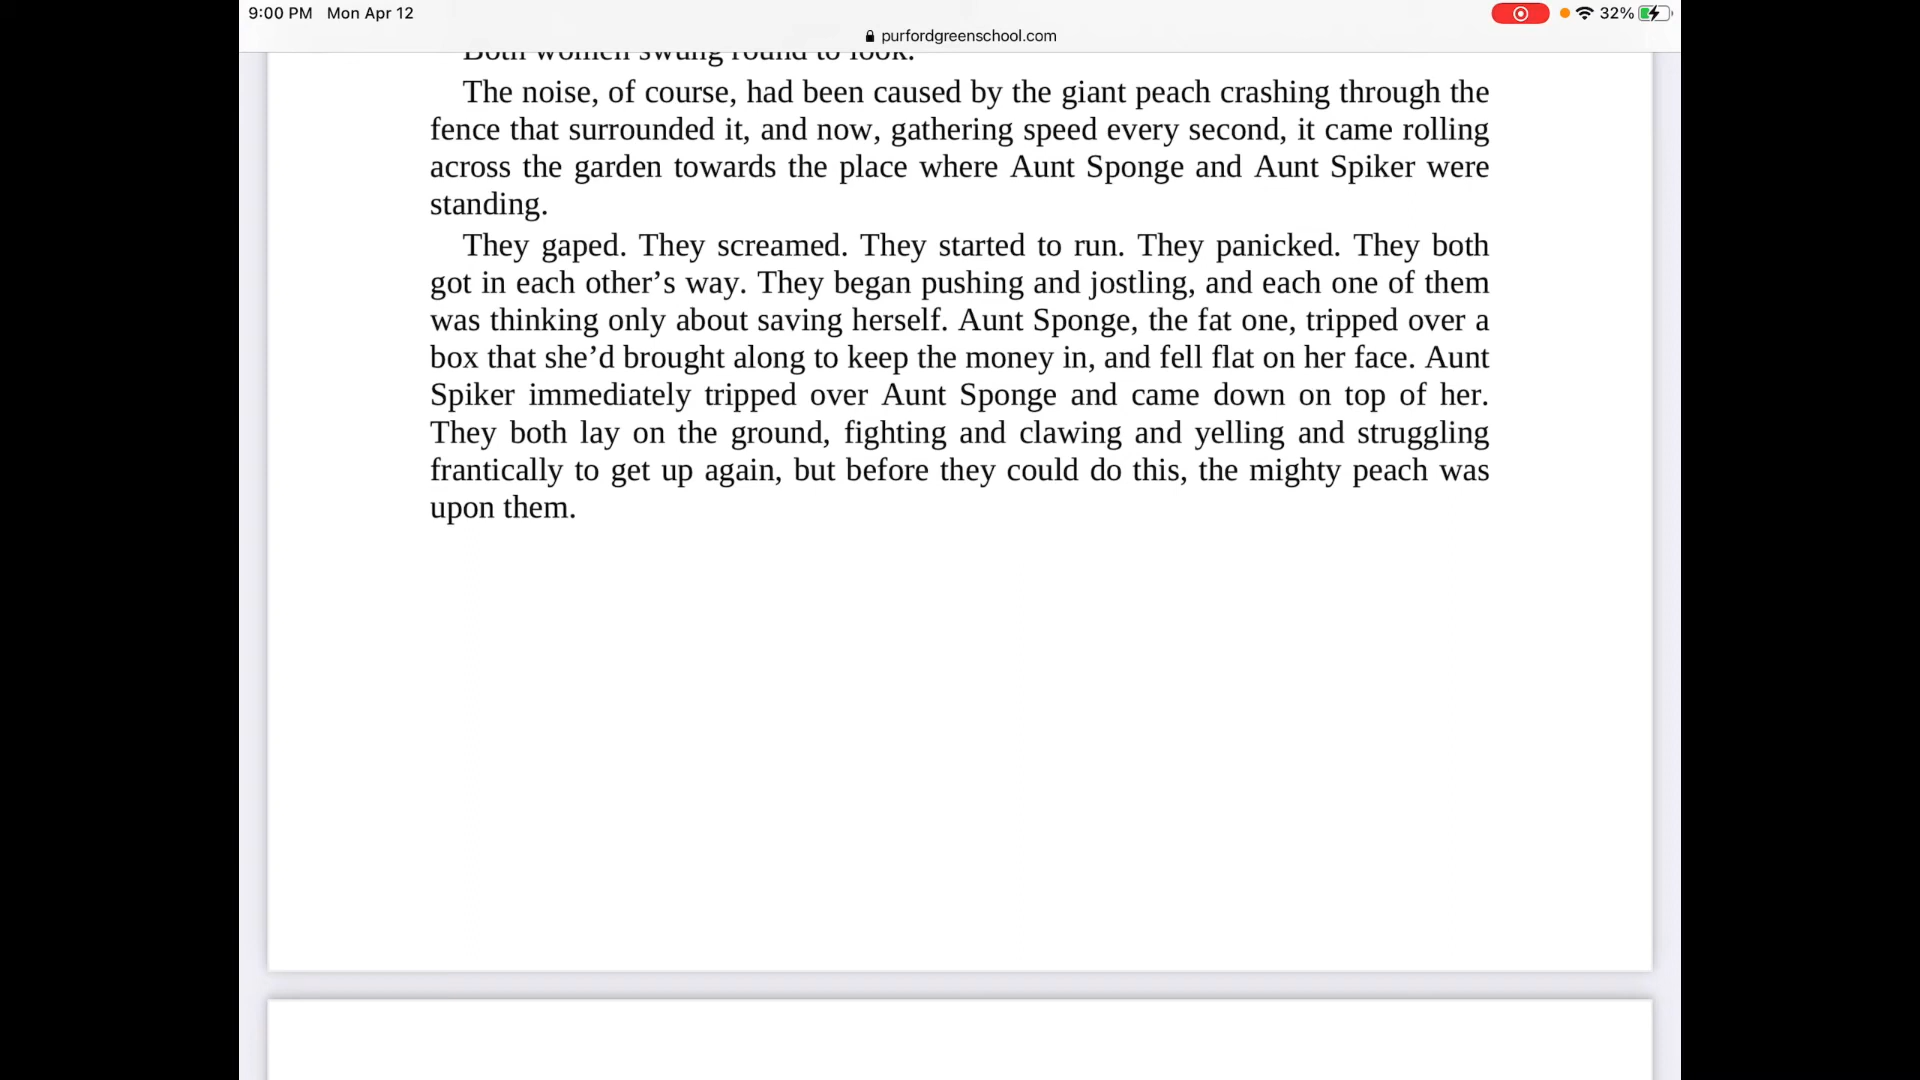 9:00 PM Mon Apr 12
32%
purfordgreenschool.com
Both women swung round to look.
The noise, of course, had been caused by the giant peach crashing through the
fence that surrounded it, and now, gathering speed every second, it came rolling
across the garden towards the place where Aunt Sponge and Aunt Spiker were
standing.
They gaped. They screamed. They started to run. They panicked. They both
got in each other’s way. They began pushing and jostling, and each one of them
was thinking only about saving herself. Aunt Sponge, the fat one, tripped over a
box that she’d brought along to keep the money in, and fell flat on her face. Aunt
Spiker immediately tripped over Aunt Sponge and came down on top of her.
They both lay on the ground, fighting and clawing and yelling and struggling
frantically to get up again, but before they could do this, the mighty peach was
upon them.